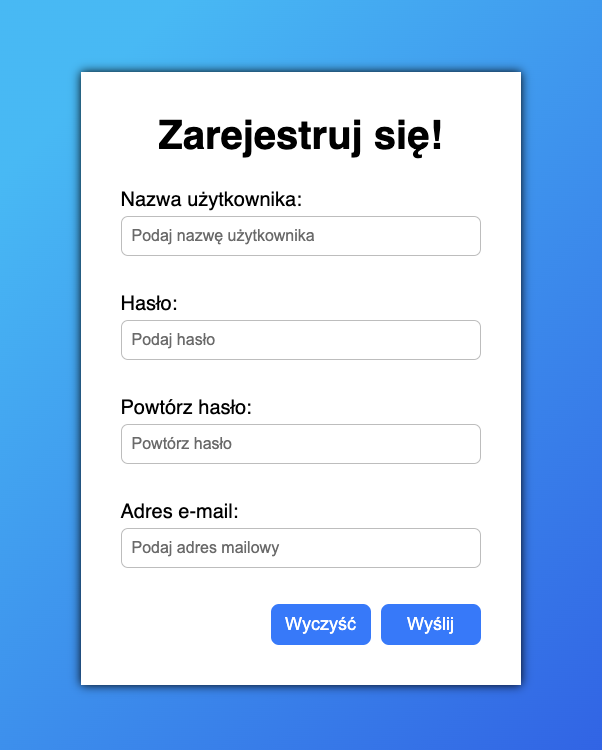 Zarejestruj się!
Nazwa użytkownika:
Podaj nazwę użytkownika
Hasło:
Podaj hasło
Powtórz hasło:
Powtórz hasło
Adres e-mail:
Podaj adres mailowy
Wyczyść Wyślij